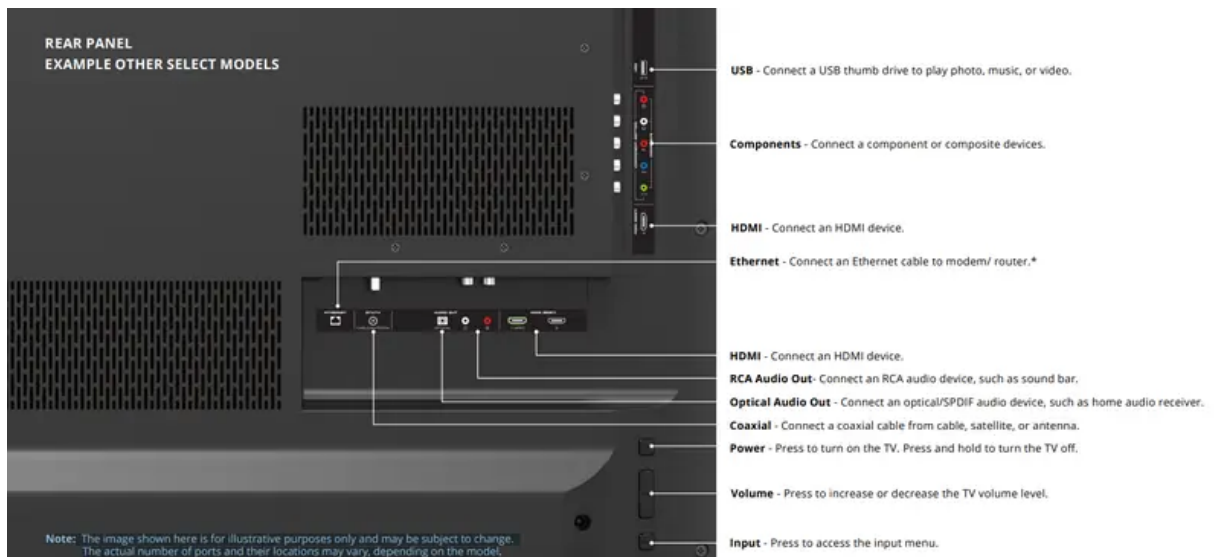 REAR PANEL
EXAMPLE OTHER SELECT MODELS
USB - Connect a USB thumb drive to play photo, music, or video.
Components - Connect a component or composite devices.
HDMI - Connect an HDMI device.
Ethernet - Connect an Ethernet cable to modem/ router.*
ETHERNET
AUDIO OUT
HDMI - Connect an HDMI device.
RCA Audio Out- Connect an RCA audio device, such as sound bar.
Optical Audio Out - Connect an optical/SPDIF audio device, such as home audio receiver.
Coaxial - Connect a coaxial cable from cable, satellite, or antenna.
Power - Press to turn on the TV. Press and hold to turn the TV off.
Volume - Press to increase or decrease the TV volume level.
Input - Press to access the input menu.
Note: The image shown here is for illustrative purposes only and may be subject to change.
The actual number of ports and their locations may vary, depending on the model.